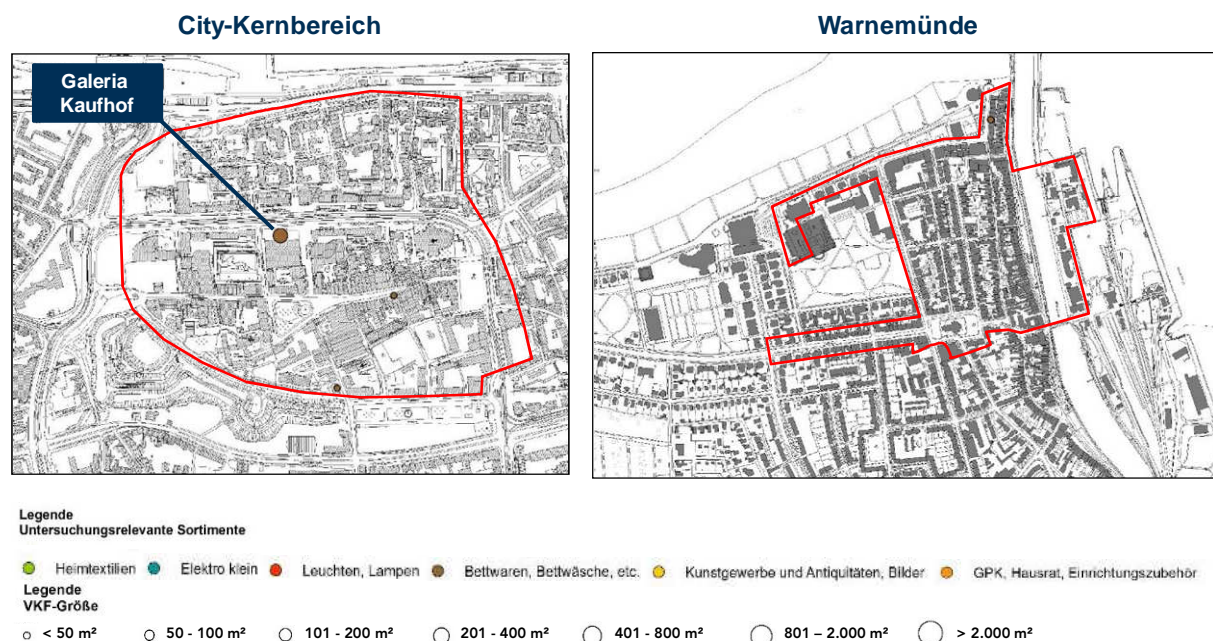 City-Kernbereich
Warnemünde
Galeria
Kaufhof
Legende
Untersuchungsrelevante Sortimente
Heimtextilien Elektro klein Leuchten, Lampen Bettwaren, Bettwäsche, etc. Kunstgewerbe und Antiquitäten, Bilder GPK, Hausrat, Einrichtungszubehör
Legende
VKF-Größe
< 50 m² 50 - 100 m² 101 - 200 m² 201 - 400 m² 401 - 800 m² 801 – 2.000 m² > 2.000 m²